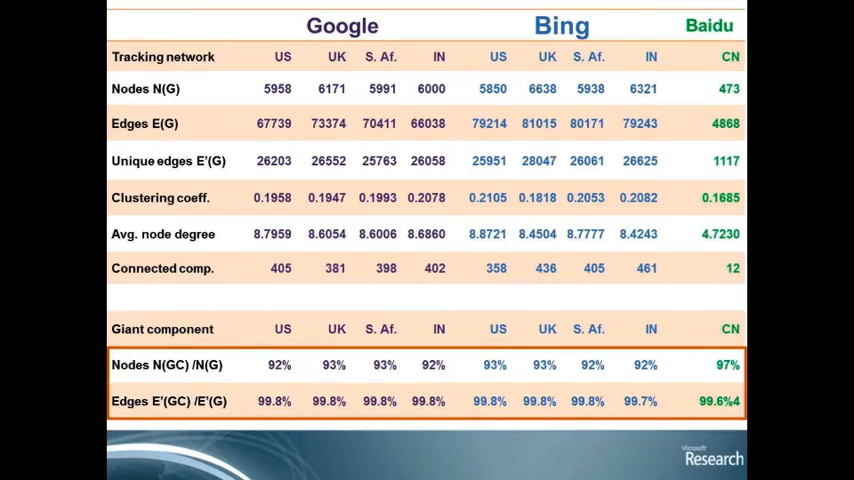 Google Bing Baidu
Tracking network US UK S. Af. IN US UK S. Af. IN CN
Nodes N(G) 5958 6171 5991 6000 5850 6638 5938 6321 473
Edges E(G) 67739 73374 70411 66038 79214 81015 80171 79243 4868
Unique edges E'(G) 26203 26552 25763 26058 25951 28047 26061 26625 1117
Clustering coeff. 0.1958 0.1947 0.1993 0.2078 0.2105 0.1818 0.2053 0.2082 0.1685
Avg. node degree 8.7959 8.6054 8.6006 8.6860 8.8721 8.4504 8.7777 8.4243 4.7230
Connected comp. 405 381 398 402 358 436 405 461 12
Giant component US UK S. Af. IN US UK S. Af. IN CN
Nodes N(GC) /N(G) 92% 93% 93% 92% 93% 93% 92% 92% 97%
Edges E'(GC) /E'(G) 99.8% 99.8% 99.8% 99.8% 99.8% 99.8% 99.8% 99.7% 99.6%4
Microsoft
Research